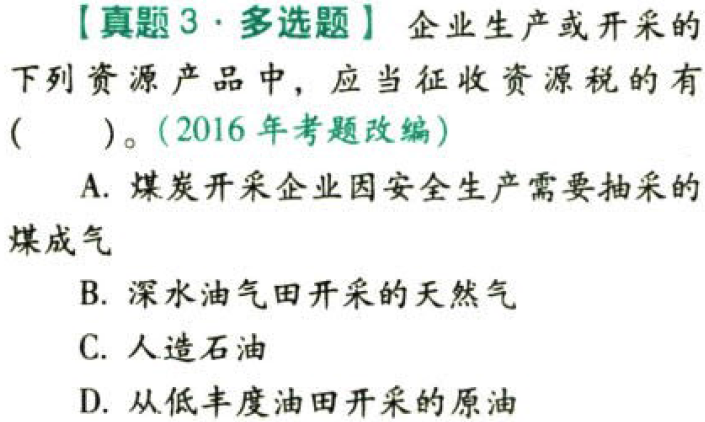 【真题3·多选题】 企业生产或开采的
下列资源产品中，应当征收资源税的有
(  )。(2016年考题改编)
A. 煤炭开采企业因安全生产需要抽采的
煤成气
B. 深水油气田开采的天然气
C. 人造石油
D. 从低丰度油田开采的原油